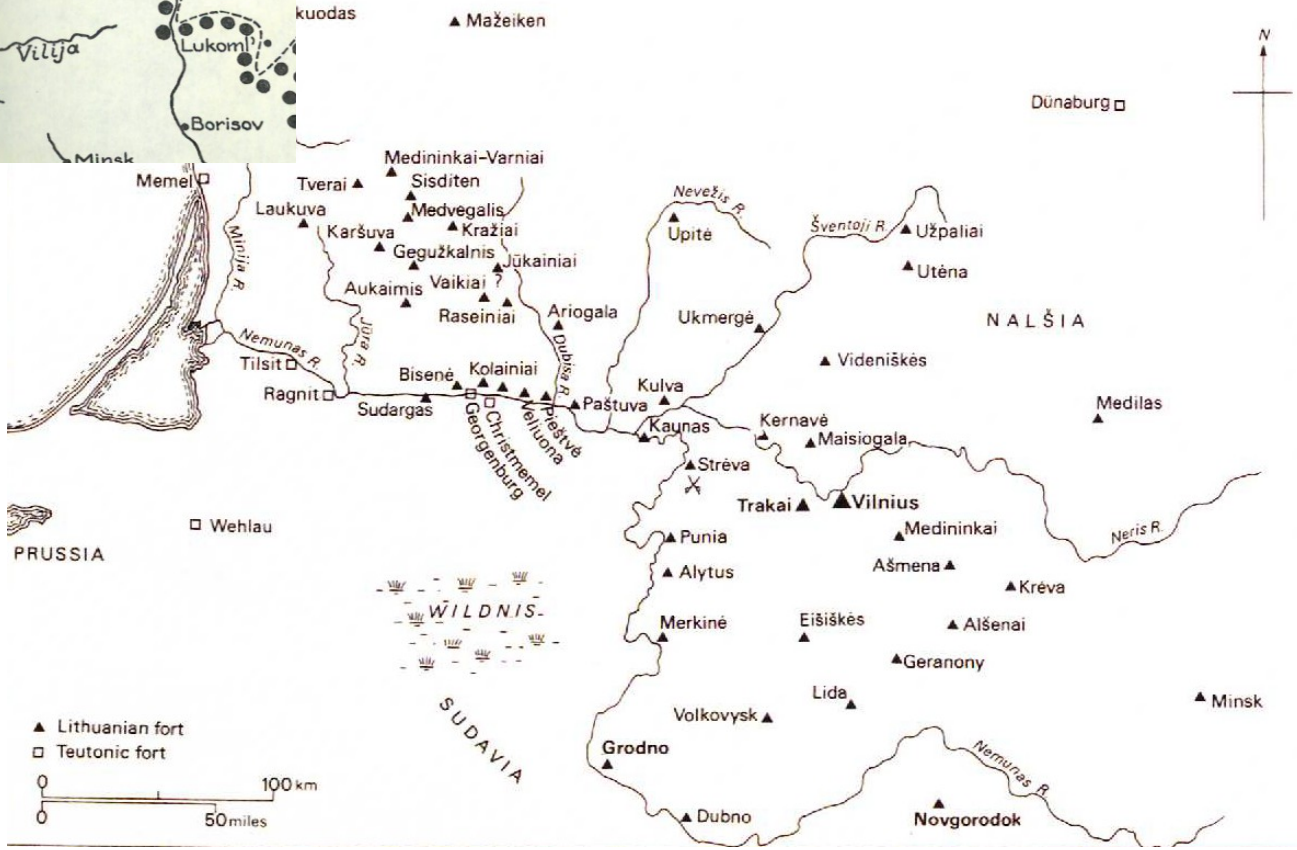 Vilija
Lukoml'
Borisov
Minsk
kuodas
Mažeiken
N
Dünaburg
Memel
Medininkai-Varniai
Tverai
Sisditen
Laukuva
Medvėgalis
Karšuva
Kražiai
Minija R.
Gegužkalnis
Jūkainiai
Aukaimis
Vaikiai ?
Raseiniai
Ariogala
Jūra R.
Dubisa R.
Nevežis R.
Upitė
Šventoji R.
Užpaliai
Utėna
Ukmergė
NALŠIA
Videniškės
Nemunas R.
Tilsit
Ragnit
Bisenė
Kolainiai
Sudargas
Georgenburg
Christmemel
Veliuona
Pieštvė
Paštuva
Kulva
Kaunas
Kernavė
Maisiogala
Medilas
Strėva
Trakai
Vilnius
Neris R.
Wehlau
PRUSSIA
Punia
Medininkai
Alytus
Ašmena
Krėva
WILDNIS
Merkinė
Eišiškės
Alšenai
Geranony
SUDAVIA
Lida
Volkovysk
Minsk
Grodno
Nemunas R.
Dubno
Novgorodok
Lithuanian fort
Teutonic fort
0 100 km
0 50 miles